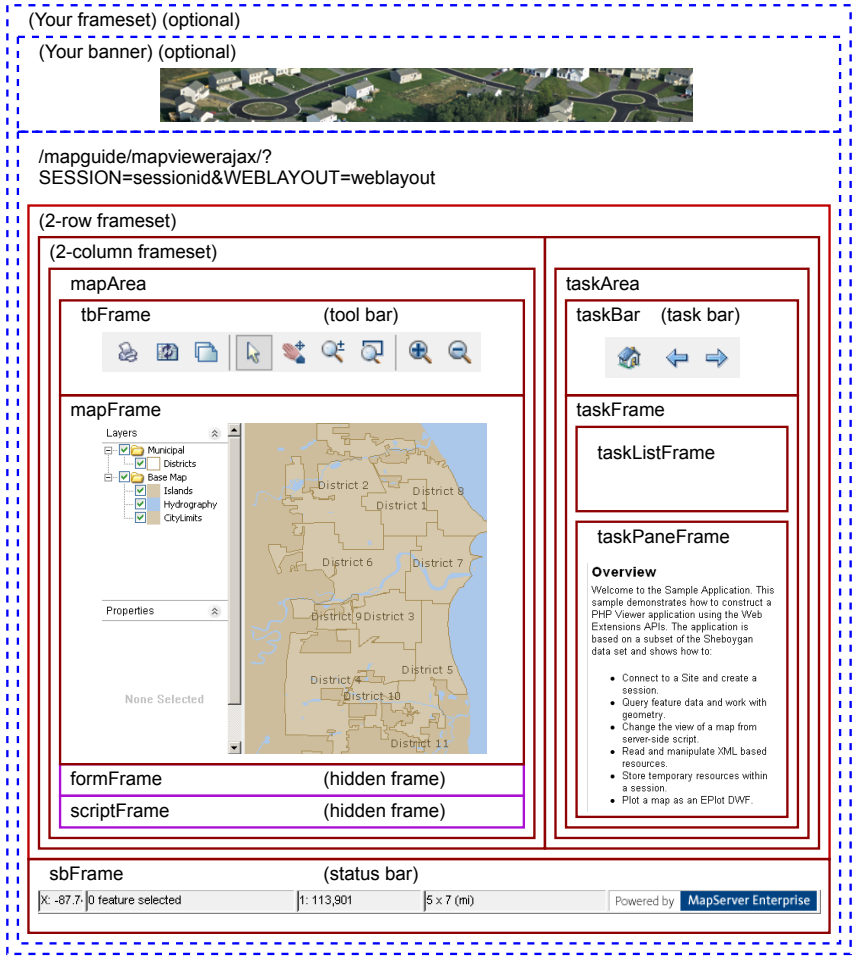 (Your frameset) (optional)
(Your banner) (optional)
/mapguide/mapviewerajax/?
SESSION=sessionid&WEBLAYOUT=weblayout
(2-row frameset)
(2-column frameset)
mapArea
tbFrame (tool bar)
mapFrame
Layers
Municipal
Districts
Base Map
Islands
Hydrography
CityLimits
Properties
None Selected
District 2
District 8
District 1
District 6
District 7
District 9
District 3
District 5
District 4
District 10
District 11
formFrame (hidden frame)
scriptFrame (hidden frame)
taskArea
taskBar (task bar)
taskFrame
taskListFrame
taskPaneFrame
Overview
Welcome to the Sample Application. This
sample demonstrates how to construct a
PHP Viewer application using the Web
Extensions APIs. The application is
based on a subset of the Sheboygan
data set and shows how to:
• Connect to a Site and create a
session.
• Query feature data and work with
geometry.
• Change the view of a map from
server-side script.
• Read and manipulate XML based
resources.
• Store temporary resources within
a session.
• Plot a map as an EPlot DWF.
sbFrame (status bar)
X: -87.7 0 feature selected 1: 113,901 5 x 7 (mi) Powered by MapServer Enterprise